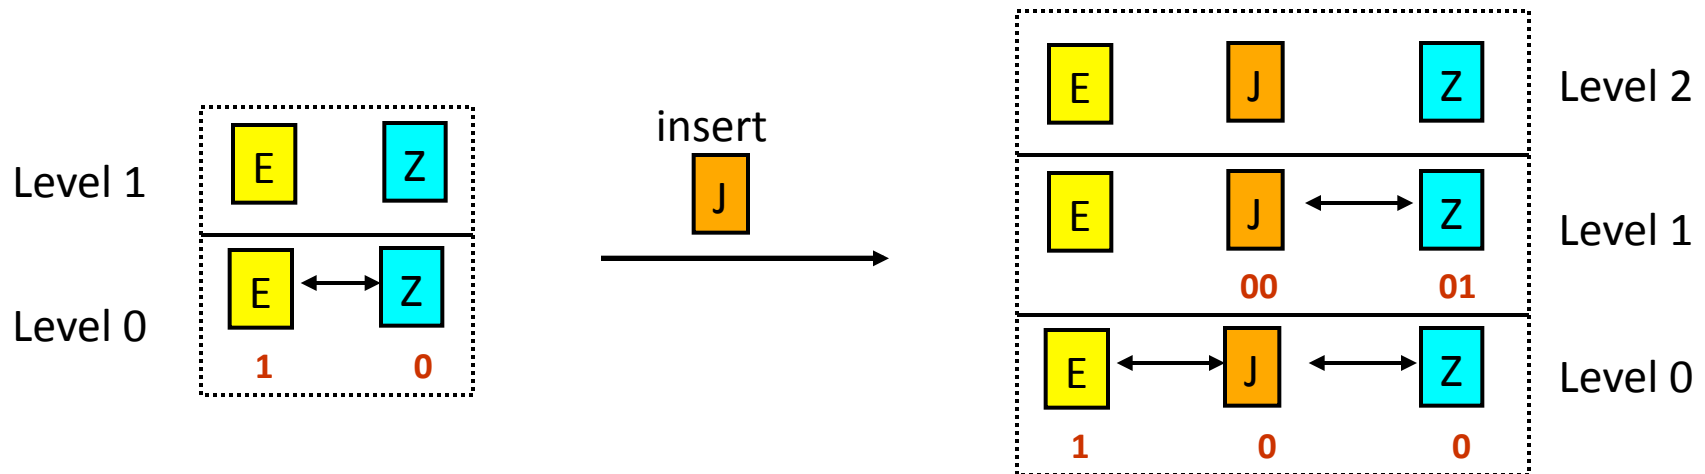 Level 1
E Z
E Z
Level 0
1 0
insert
J
E J Z
Level 2
E J Z
Level 1
00 01
E J Z
Level 0
1 0 0